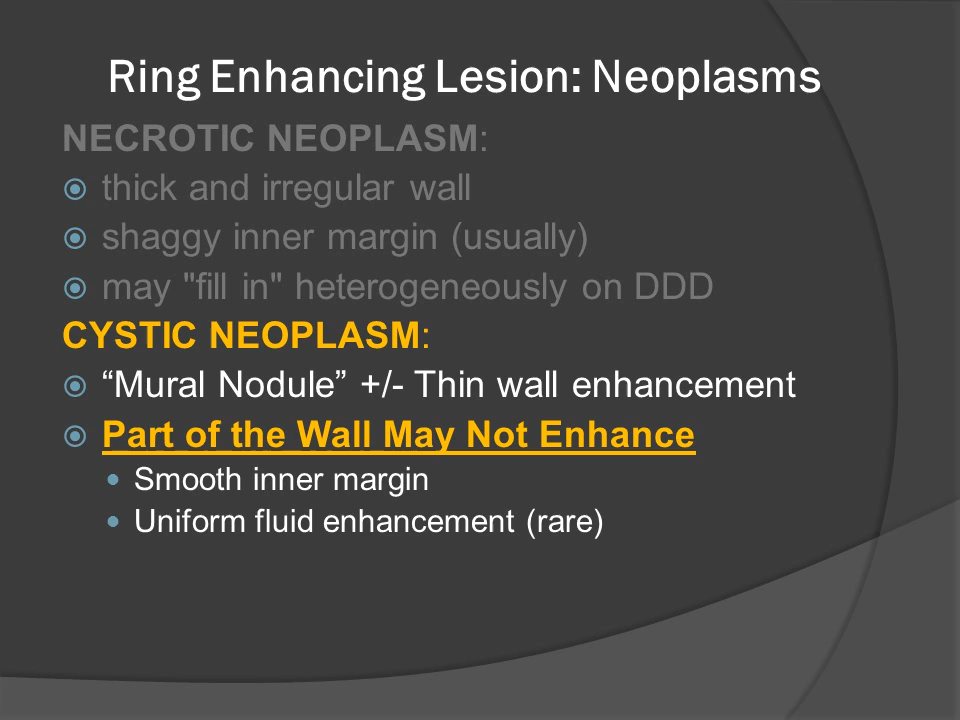 Ring Enhancing Lesion: Neoplasms
NECROTIC NEOPLASM:
thick and irregular wall
shaggy inner margin (usually)
may "fill in" heterogeneously on DDD
CYSTIC NEOPLASM:
“Mural Nodule” +/- Thin wall enhancement
Part of the Wall May Not Enhance
Smooth inner margin
Uniform fluid enhancement (rare)